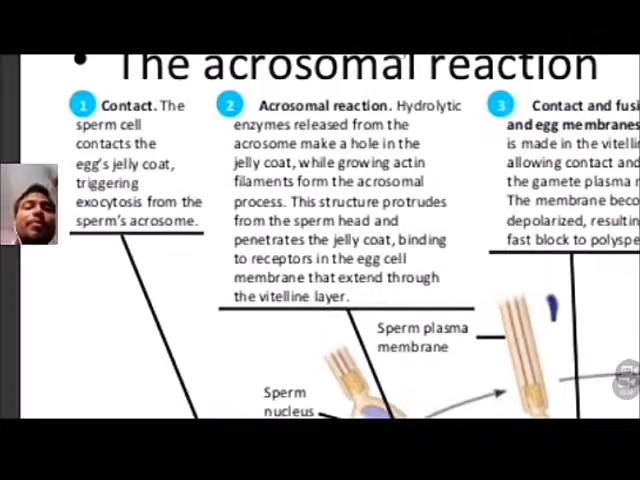 • The acrosomal reaction
1 Contact. The
sperm cell
contacts the
egg's jelly coat,
triggering
exocytosis from the
sperm's acrosome.
2 Acrosomal reaction. Hydrolytic
enzymes released from the
acrosome make a hole in the
jelly coat, while growing actin
filaments form the acrosomal
process. This structure protrudes
from the sperm head and
penetrates the jelly coat, binding
to receptors in the egg cell
membrane that extend through
the vitelline layer.
3 Contact and fusi
and egg membranes
is made in the vitelli
allowing contact and
the gamete plasma r
The membrane beco
depolarized, resultin
fast block to polyspe
Sperm plasma
membrane
Sperm
nucleus